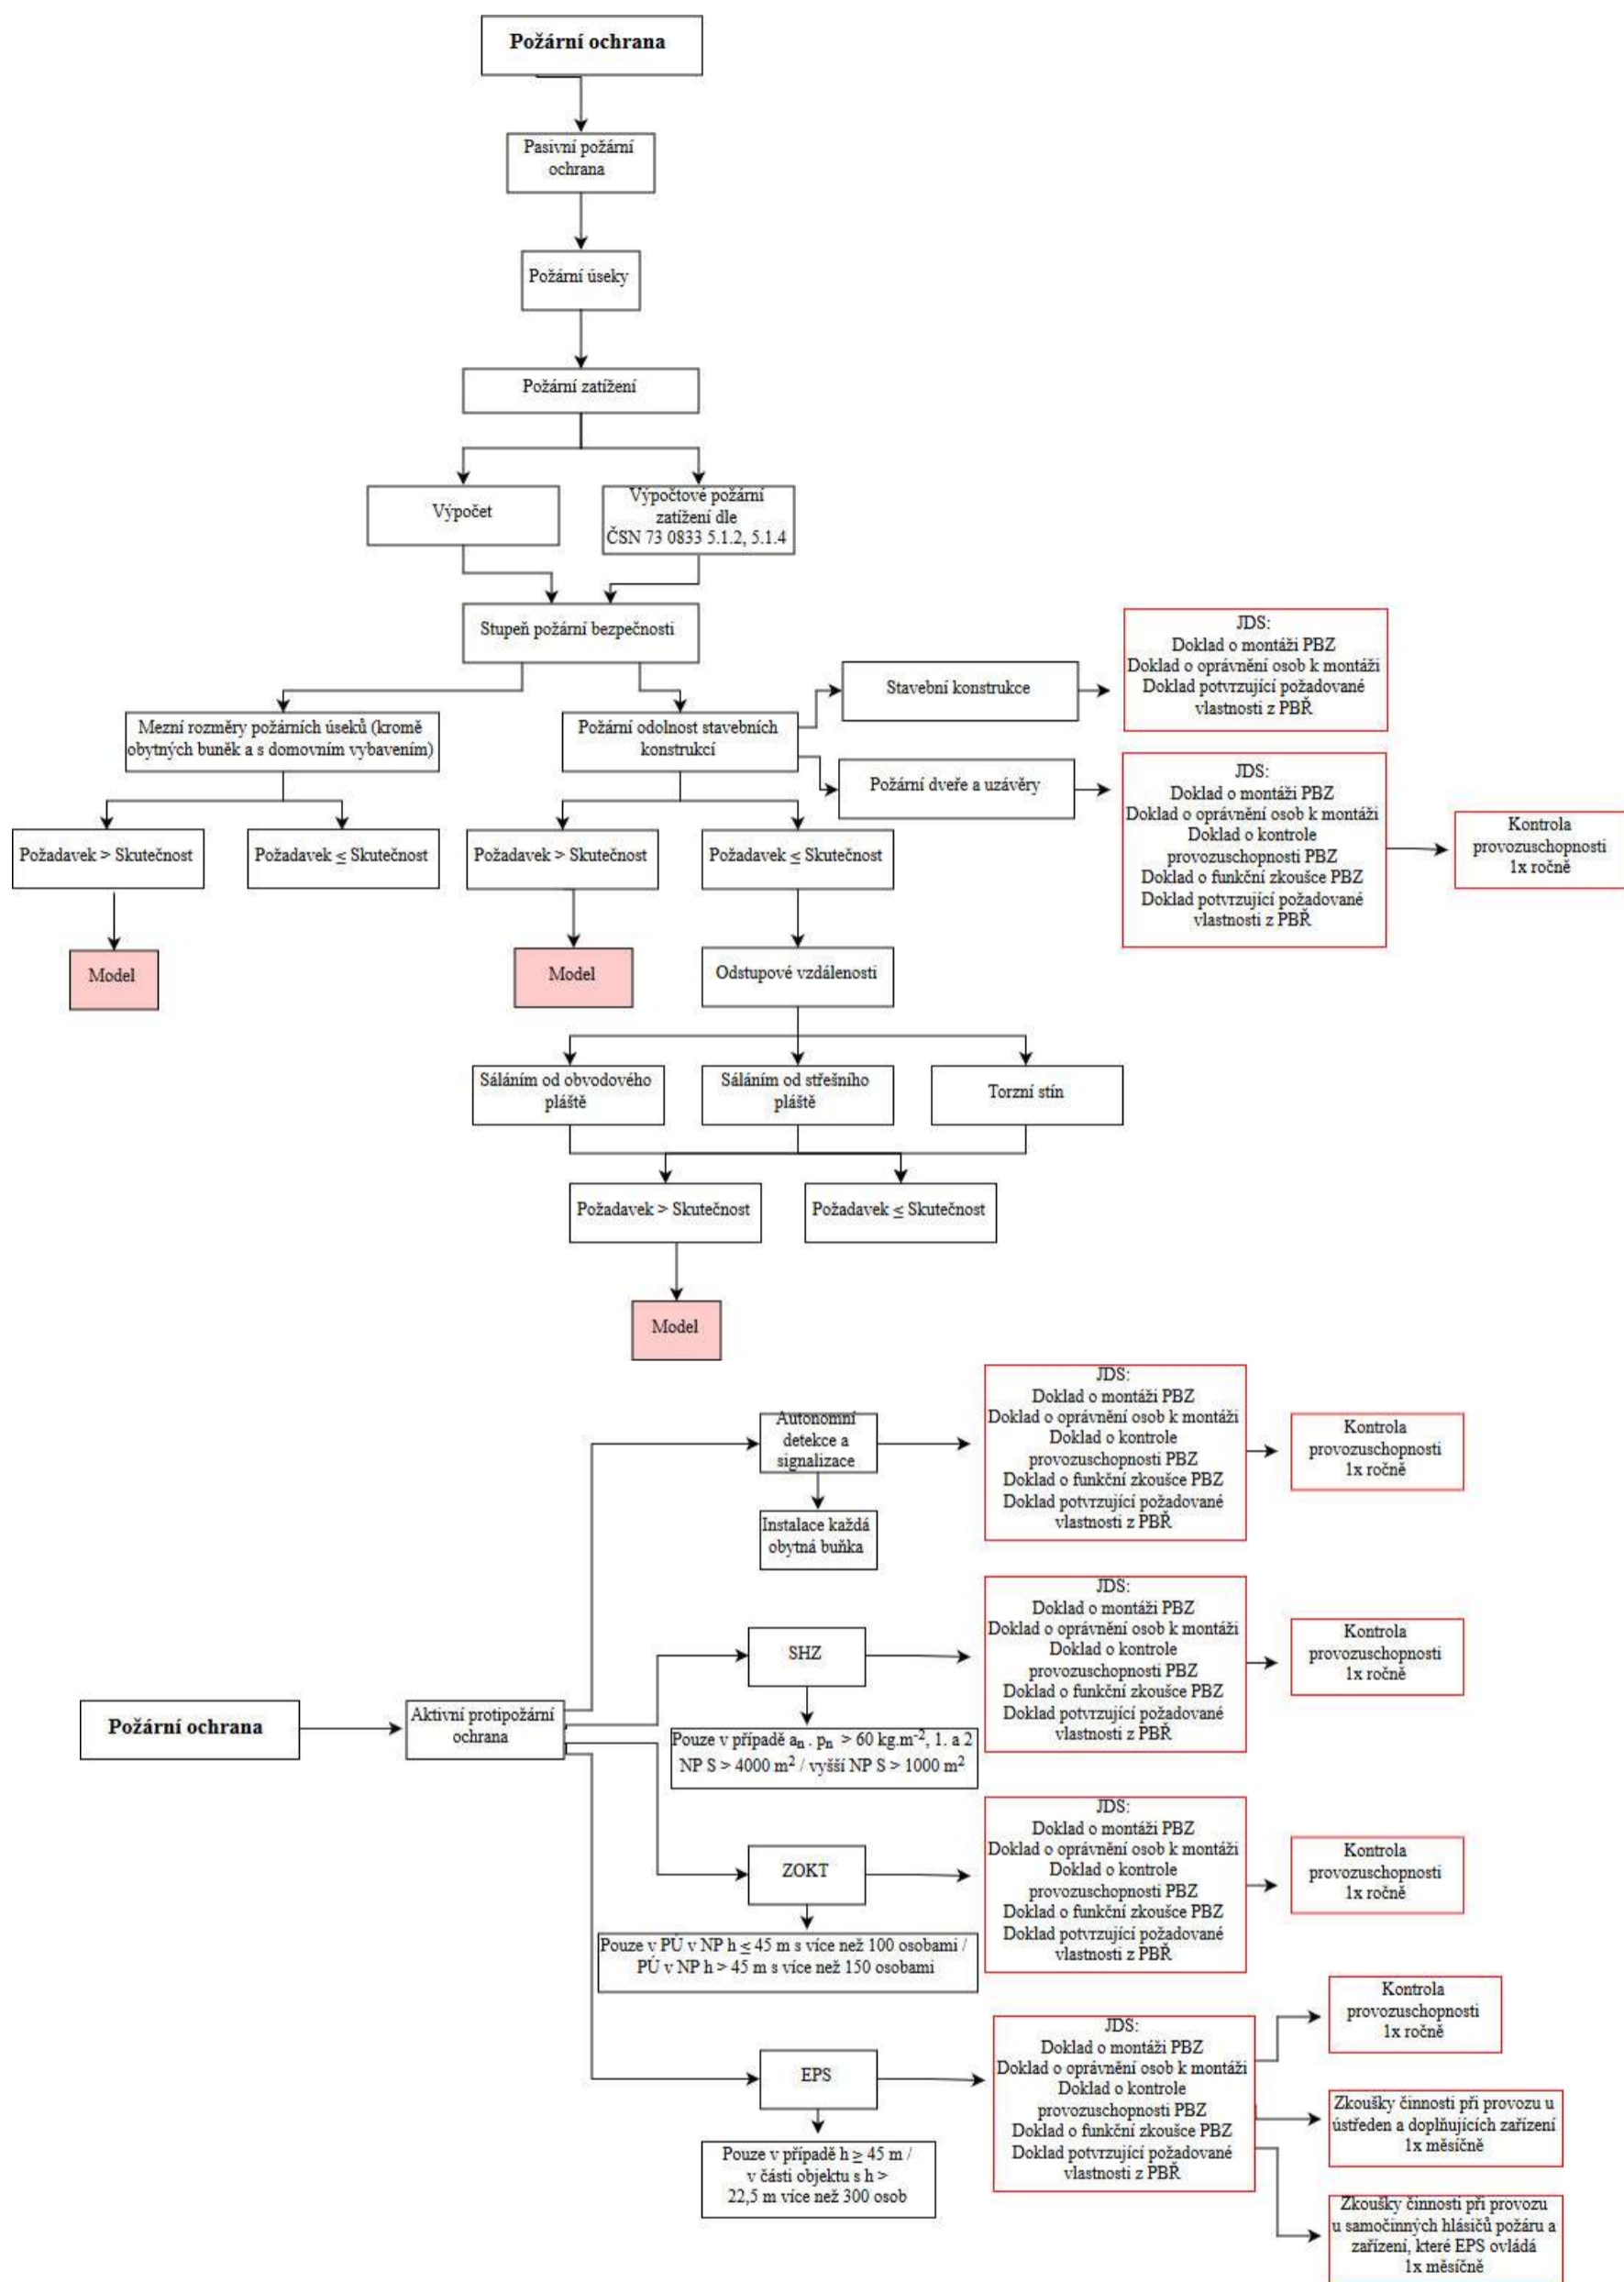 Požární ochrana
Pasivní požární
ochrana
Požární úseky
Požární zatížení
Výpočet
Výpočtové požární
zatížení dle
ČSN 73 0833 5.1.2, 5.1.4
Stupeň požární bezpečnosti
Mezní rozměry požárních úseků (kromě
obytných buněk a s domovním vybavením)
Požární odolnost stavebních
konstrukcí
Stavební konstrukce
JDS:
Doklad o montáži PBZ
Doklad o oprávnění osob k montáži
Doklad potvrzující požadované
vlastnosti z PBŘ
Požární dveře a uzávěry
JDS:
Doklad o montáži PBZ
Doklad o oprávnění osob k montáži
Doklad o kontrole
provozuschopnosti PBZ
Doklad o funkční zkoušce PBZ
Doklad potvrzující požadované
vlastnosti z PBŘ
Kontrola
provozuschopnosti
1x ročně
Požadavek > Skutečnost
Požadavek ≤ Skutečnost
Požadavek > Skutečnost
Požadavek ≤ Skutečnost
Model
Model
Odstupové vzdálenosti
Sáláním od obvodového
pláště
Sáláním od střešního
pláště
Torzní stín
Požadavek > Skutečnost
Požadavek ≤ Skutečnost
Model
Požární ochrana
Aktivní protipožární
ochrana
Autonomní
detekce a
signalizace
Instalace každá
obytná buňka
JDS:
Doklad o montáži PBZ
Doklad o oprávnění osob k montáži
Doklad o kontrole
provozuschopnosti PBZ
Doklad o funkční zkoušce PBZ
Doklad potvrzující požadované
vlastnosti z PBŘ
Kontrola
provozuschopnosti
1x ročně
SHZ
Pouze v případě aₙ . pₙ > 60 kg.m⁻², 1. a 2
NP S > 4000 m² / vyšší NP S > 1000 m²
JDS:
Doklad o montáži PBZ
Doklad o oprávnění osob k montáži
Doklad o kontrole
provozuschopnosti PBZ
Doklad o funkční zkoušce PBZ
Doklad potvrzující požadované
vlastnosti z PBŘ
Kontrola
provozuschopnosti
1x ročně
ZOKT
Pouze v PÚ v NP h ≤ 45 m s více než 100 osobami /
PÚ v NP h > 45 m s více než 150 osobami
JDS:
Doklad o montáži PBZ
Doklad o oprávnění osob k montáži
Doklad o kontrole
provozuschopnosti PBZ
Doklad o funkční zkoušce PBZ
Doklad potvrzující požadované
vlastnosti z PBŘ
Kontrola
provozuschopnosti
1x ročně
EPS
Pouze v případě h ≥ 45 m /
v části objektu s h >
22,5 m více než 300 osob
JDS:
Doklad o montáži PBZ
Doklad o oprávnění osob k montáži
Doklad o kontrole
provozuschopnosti PBZ
Doklad o funkční zkoušce PBZ
Doklad potvrzující požadované
vlastnosti z PBŘ
Kontrola
provozuschopnosti
1x ročně
Zkoušky činnosti při provozu u
ústředen a doplňujících zařízení
1x měsíčně
Zkoušky činnosti při provozu
u samočinných hlásičů požáru a
zařízení, které EPS ovládá
1x měsíčně